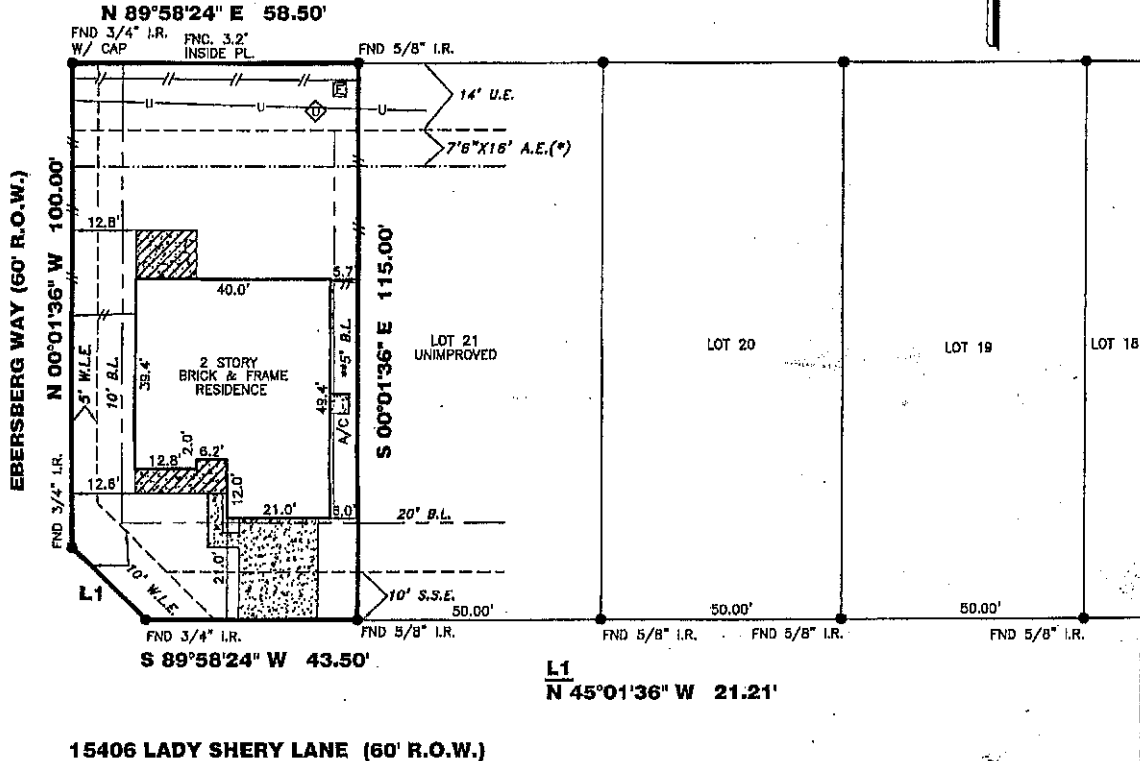 N 89°58'24" E 58.50'
FND 3/4" I.R.
W/ CAP
FNC. 3.2'
INSIDE PL.
FND 5/8" I.R.
E
14' U.E.
U
U
U
U
7'6"X16' A.E.(*)
EBERSBERG WAY (60' R.O.W.)
N 00°01'36" W 100.00'
12.8'
5.7'
40.0'
S 00°01'36" E 115.00'
5' W.L.E.
10' B.L.
39.4'
2 STORY
BRICK & FRAME
RESIDENCE
49.4'
**5' B.L.
A/C
LOT 21
UNIMPROVED
LOT 20
LOT 19
LOT 18
12.8'
2.0'
6.2'
12.6'
12.0'
21.0'
20' B.L.
FND 3/4" I.R.
21.0'
10' W.L.E.
L1
10' S.S.E.
50.00'
50.00'
50.00'
FND 3/4" I.R.
FND 5/8" I.R.
FND 5/8" I.R.
FND 5/8" I.R.
FND 5/8" I.R.
S 89°58'24" W 43.50'
L1
N 45°01'36" W 21.21'
15406 LADY SHERY LANE (60' R.O.W.)